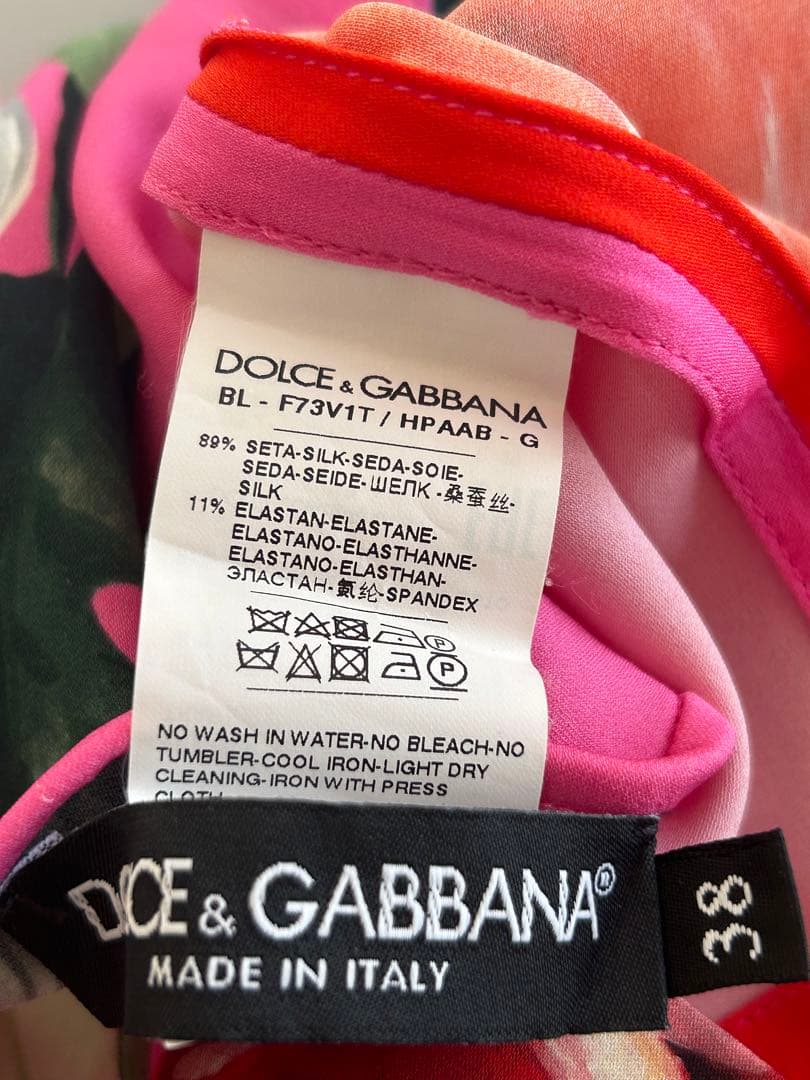 DOLCE & GABBANA
BL - F73V1T / HPAAB - G
89% SETA-SILK-SEDA-SOIE-
SEDA-SEIDE-ШЕЛК -桑蚕丝-
SILK
11% ELASTAN-ELASTANE-
ELASTANO-ELASTHANNE-
ELASTANO-ELASTHAN-
ЭЛАСТАН-氨纶-SPANDEX
P
P
NO WASH IN WATER-NO BLEACH-NO
TUMBLER-COOL IRON-LIGHT DRY
CLEANING-IRON WITH PRESS
CLOTH
DOLCE & GABBANA®
MADE IN ITALY
38